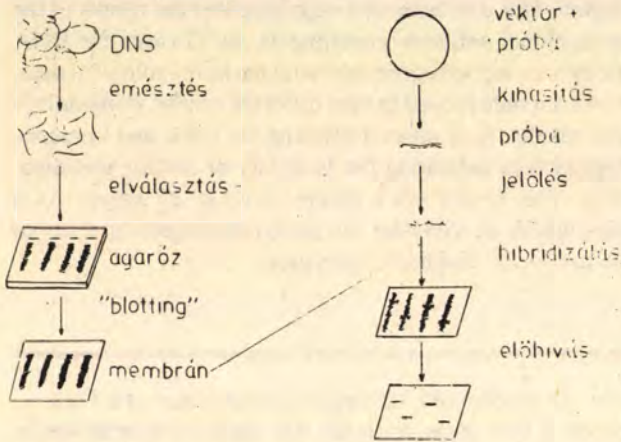 DNS
emésztés
elválasztás
agaróz
"blotting"
membrán
vektor +
próba
kihasítás
próba
jelölés
hibridizálás
előhívás